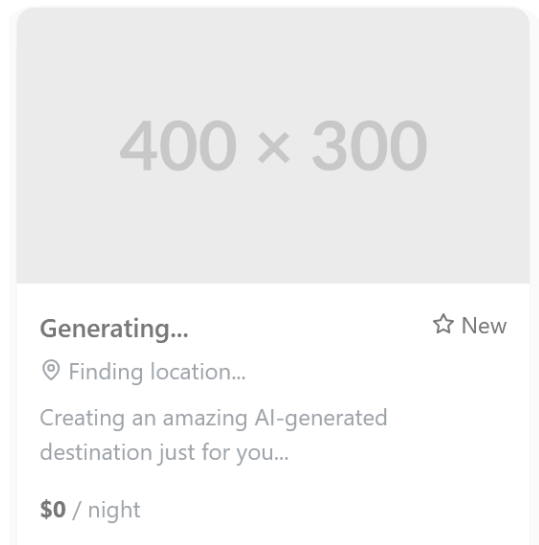 400 × 300
Generating...
New
Finding location...
Creating an amazing AI-generated
destination just for you...
$0 / night